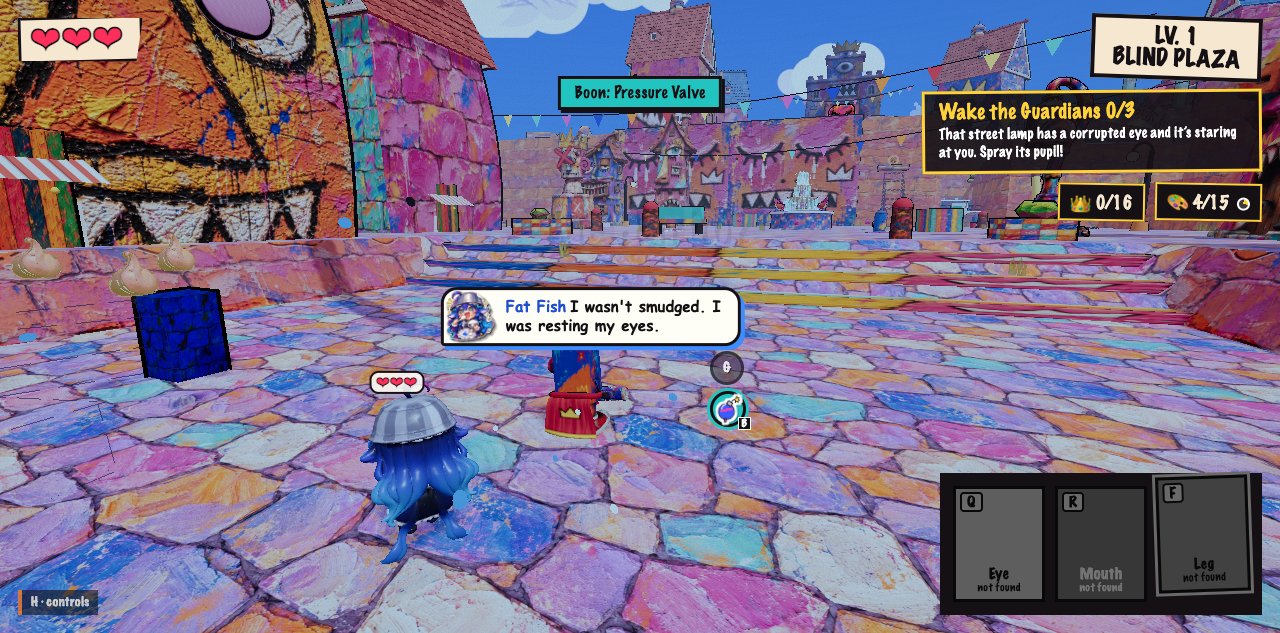 LV. 1
BLIND PLAZA
Boon: Pressure Valve
Wake the Guardians 0/3
That street lamp has a corrupted eye and it's staring
at you. Spray its pupil!
0/16
4/15
Fat Fish I wasn't smudged. I
was resting my eyes.
G
Q
R
F
Eye
not found
Mouth
not found
Leg
not found
H · controls